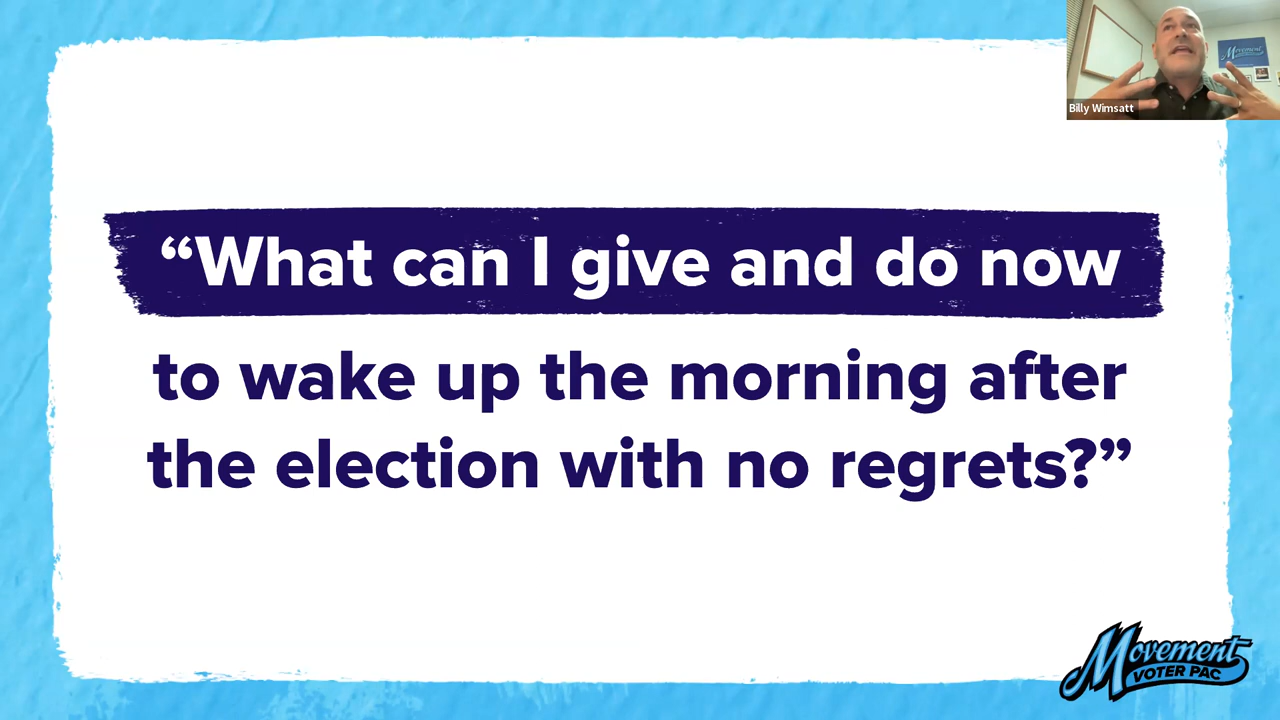 Billy Wimsatt
“What can I give and do now
to wake up the morning after
the election with no regrets?”
Movement
VOTER PAC